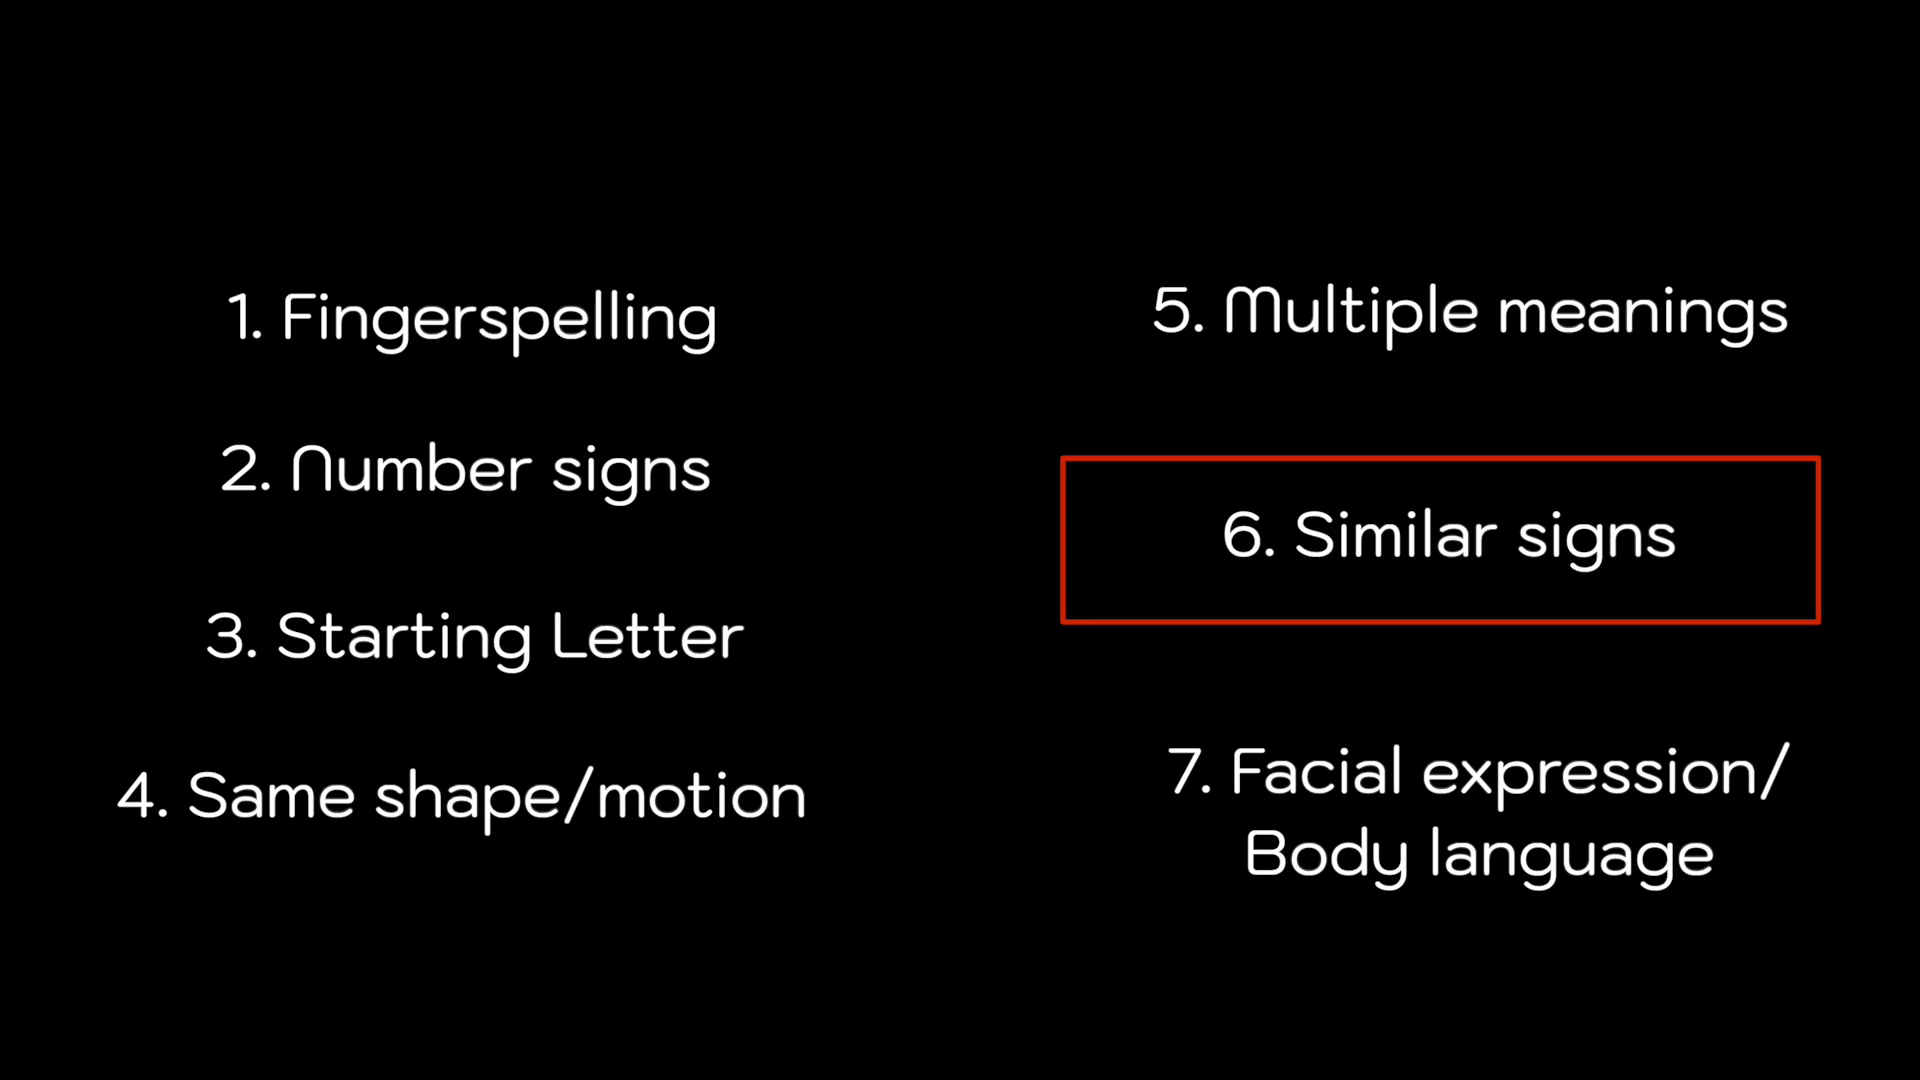 1. Fingerspelling
2. Number signs
3. Starting Letter
4. Same shape/motion
5. Multiple meanings
6. Similar signs
7. Facial expression/
Body language